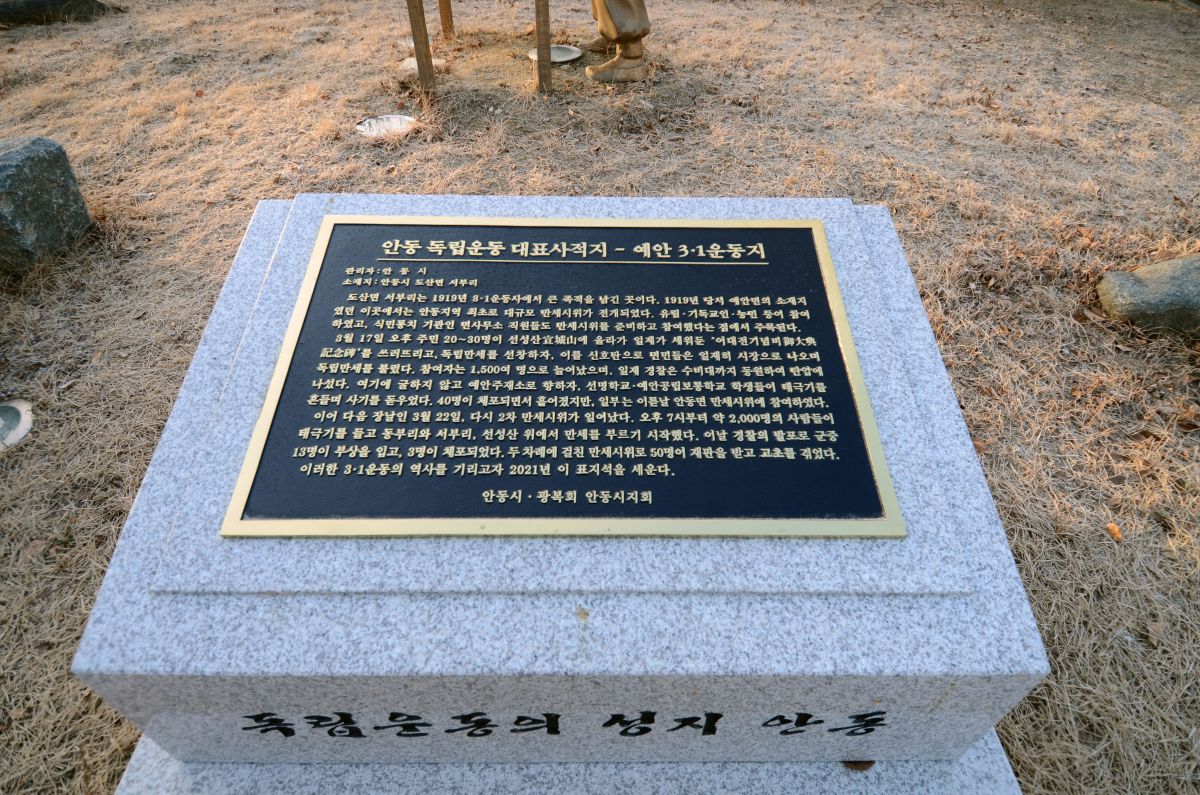 안동 독립운동 대표사적지 - 예안 3·1운동지
관리자:안 동 시
소재지:안동시 도산면 서부리
도산면 서부리는 1919년 3·1운동사에서 큰 족적을 남긴 곳이다. 1919년 당시 예안면의 소재지
였던 이곳에서는 안동지역 최초로 대규모 만세시위가 전개되었다. 유림·기독교인·농민 등이 참여
하였고, 식민통치 기관인 면사무소 직원들도 만세시위를 준비하고 참여했다는 점에서 주목된다.
3월 17일 오후 주민 20~30명이 선성산宣城山에 올라가 일제가 세워둔 '어대전기념비御大典
記念碑'를 쓰러뜨리고, 독립만세를 선창하자, 이를 신호탄으로 면민들은 일제히 시장으로 나오며
독립만세를 불렀다. 참여자는 1,500여 명으로 늘어났으며, 일제 경찰은 수비대까지 동원하여 탄압에
나섰다. 여기에 굴하지 않고 예안주재소로 향하자, 선명학교·예안공립보통학교 학생들이 태극기를
흔들며 사기를 돋우었다. 40명이 체포되면서 흩어졌지만, 일부는 이튿날 안동면 만세시위에 참여하였다.
이어 다음 장날인 3월 22일, 다시 2차 만세시위가 일어났다. 오후 7시부터 약 2,000명의 사람들이
태극기를 들고 동부리와 서부리, 선성산 위에서 만세를 부르기 시작했다. 이날 경찰의 발포로 군중
13명이 부상을 입고, 3명이 체포되었다. 두 차례에 걸친 만세시위로 50명이 재판을 받고 고초를 겪었다.
이러한 3·1운동의 역사를 기리고자 2021년 이 표지석을 세운다.
안동시·광복회 안동시지회
독립운동의 성지 안동